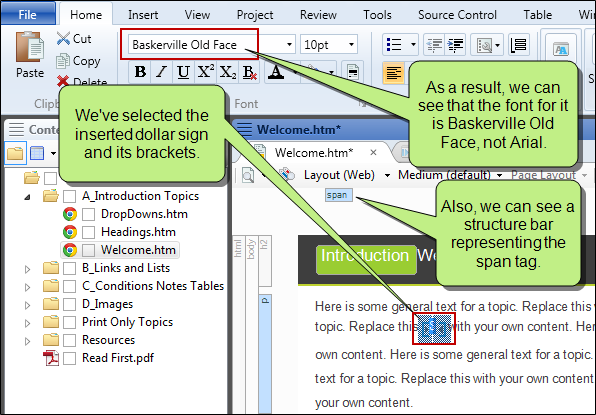 File Home Insert View Project Review Tools Source Control Table
Cut
Baskerville Old Face 10pt
Paste Copy
Delete
B I U X² X₂ B A
Font
We've selected the
inserted dollar sign
and its brackets.
As a result, we can
see that the font for it
is Baskerville Old
Face, not Arial.
Welcome.htm*
Welcome.htm* ×
Layout (Web) Medium (default) Page Layout
A_Introduction Topics
DropDowns.htm
Headings.htm
Welcome.htm
B_Links and Lists
C_Conditions Notes Tables
D_Images
Print Only Topics
Resources
Read First.pdf
span
Also, we can see a
structure bar
representing the
span tag.
html
body
h2
p
Introduction We
Here is some general text for a topic. Replace this w
topic. Replace this with your own content. Her
own content. Here is some general text for a topic.
text for a topic. Replace this with your own content
your own content.